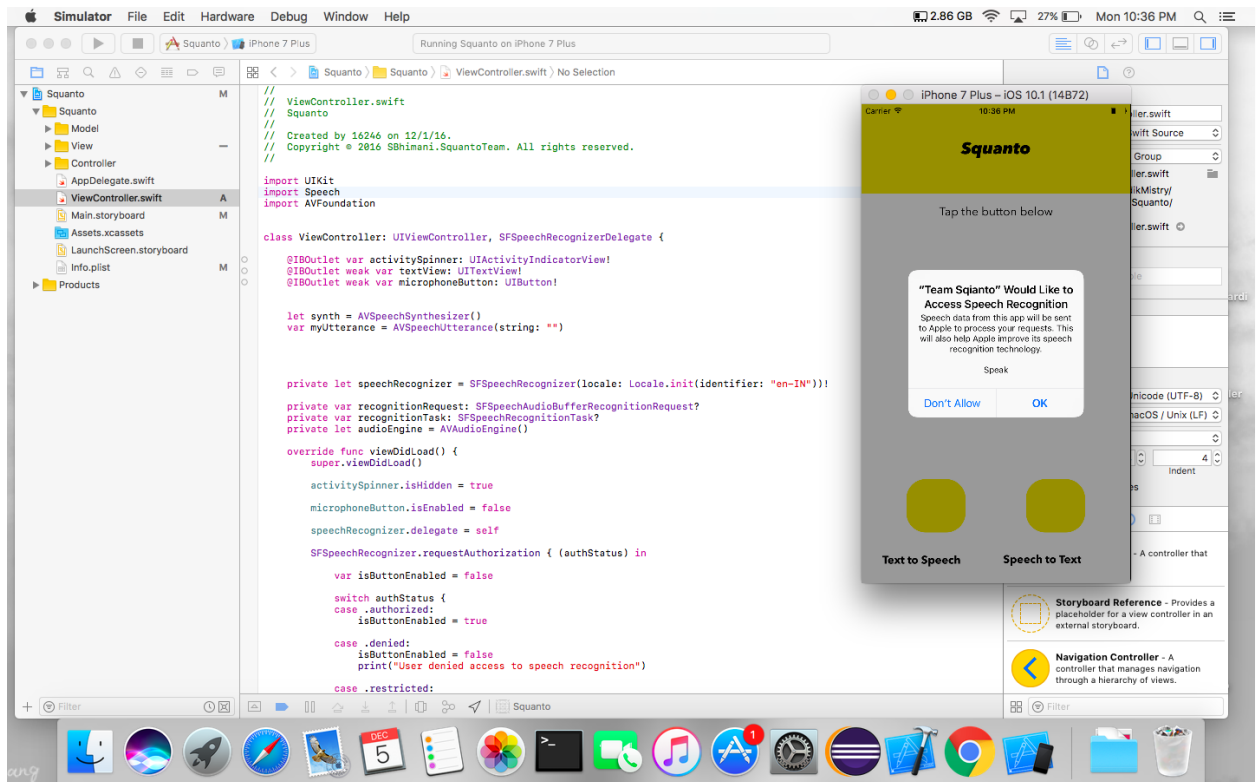 Simulator File Edit Hardware Debug Window Help 2.86 GB 27% Mon 10:36 PM
Squanto iPhone 7 Plus Running Squanto on iPhone 7 Plus
Squanto Squanto ViewController.swift No Selection
Squanto M
Squanto
Model
View
Controller
AppDelegate.swift
ViewController.swift A
Main.storyboard M
Assets.xcassets
LaunchScreen.storyboard
Info.plist M
Products
Filter
//
// ViewController.swift
// Squanto
//
// Created by 16246 on 12/1/16.
// Copyright © 2016 SBhimani.SquantoTeam. All rights reserved.
//
import UIKit
import Speech
import AVFoundation
class ViewController: UIViewController, SFSpeechRecognizerDelegate {
@IBOutlet var activitySpinner: UIActivityIndicatorView!
@IBOutlet weak var textView: UITextView!
@IBOutlet weak var microphoneButton: UIButton!
let synth = AVSpeechSynthesizer()
var myUtterance = AVSpeechUtterance(string: "")
private let speechRecognizer = SFSpeechRecognizer(locale: Locale.init(identifier: "en-IN"))!
private var recognitionRequest: SFSpeechAudioBufferRecognitionRequest?
private var recognitionTask: SFSpeechRecognitionTask?
private let audioEngine = AVAudioEngine()
override func viewDidLoad() {
super.viewDidLoad()
activitySpinner.isHidden = true
microphoneButton.isEnabled = false
speechRecognizer.delegate = self
SFSpeechRecognizer.requestAuthorization { (authStatus) in
var isButtonEnabled = false
switch authStatus {
case .authorized:
isButtonEnabled = true
case .denied:
isButtonEnabled = false
print("User denied access to speech recognition")
case .restricted:
Squanto
iPhone 7 Plus – iOS 10.1 (14B72)
Carrier 10:36 PM
Squanto
Tap the button below
“Team Sqianto” Would Like to
Access Speech Recognition
Speech data from this app will be sent
to Apple to process your requests. This
will also help Apple improve its speech
recognition technology.
Speak
Don't Allow OK
Text to Speech Speech to Text
ller.swift
wift Source
Group
ller.swift
ikMistry/
Squanto/
ller.swift
Unicode (UTF-8)
macOS / Unix (LF)
4
Indent
es
- A controller that
Storyboard Reference - Provides a
placeholder for a view controller in an
external storyboard.
Navigation Controller - A
controller that manages navigation
through a hierarchy of views.
Filter
DEC
5
1